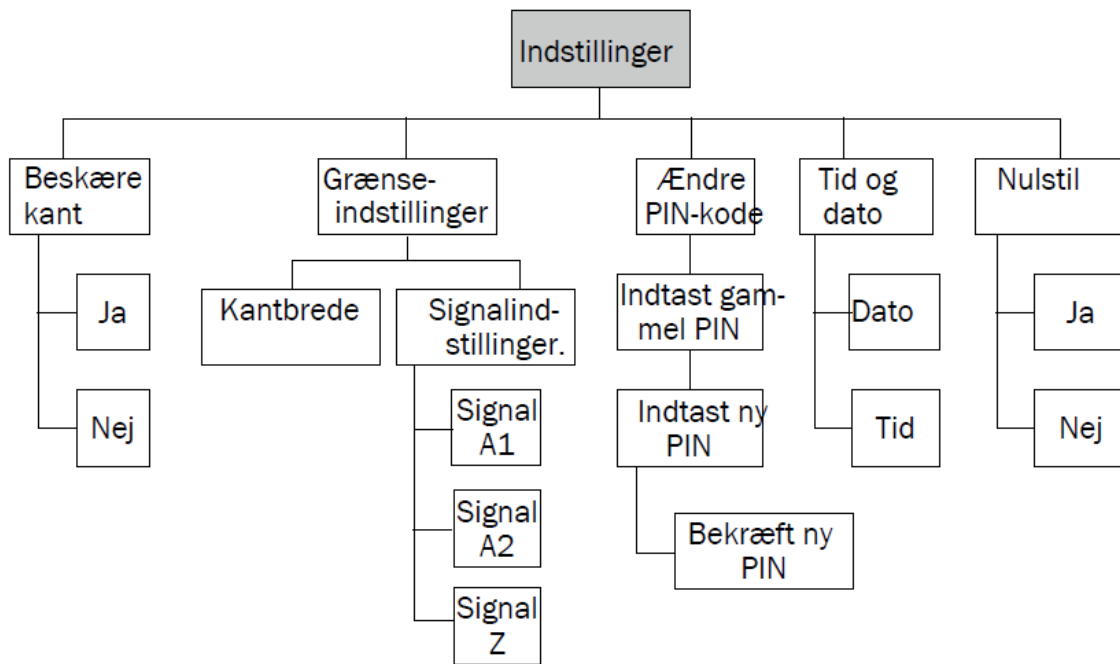 Indstillinger
Beskære
kant
Grænse-
indstillinger
Ændre
PIN-kode
Tid og
dato
Nulstil
Ja
Nej
Kantbrede
Signalind-
stillinger.
Signal
A1
Signal
A2
Signal
Z
Indtast gam-
mel PIN
Indtast ny
PIN
Bekræft ny
PIN
Dato
Tid
Ja
Nej